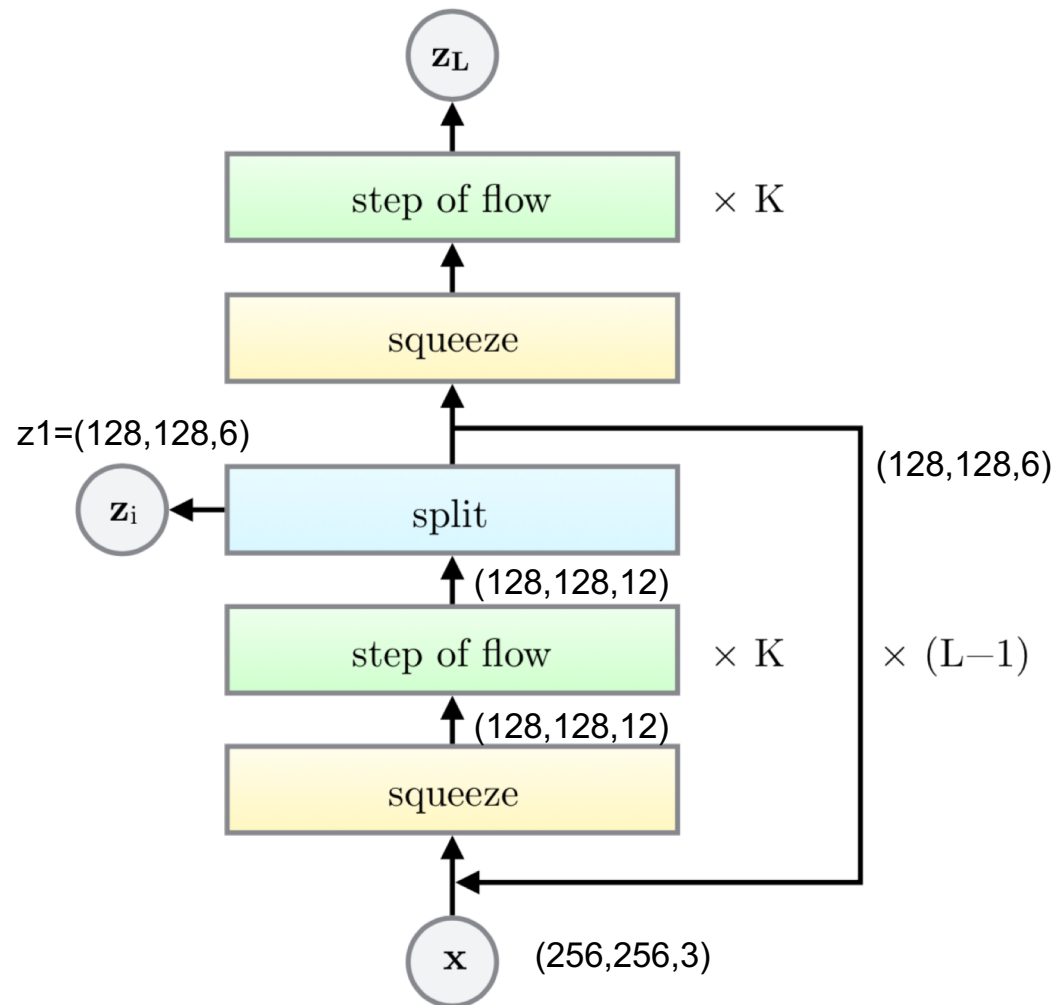 z_L
step of flow × K
squeeze
z1=(128,128,6)
(128,128,6)
z_i
split
(128,128,12)
step of flow × K × (L−1)
(128,128,12)
squeeze
x (256,256,3)